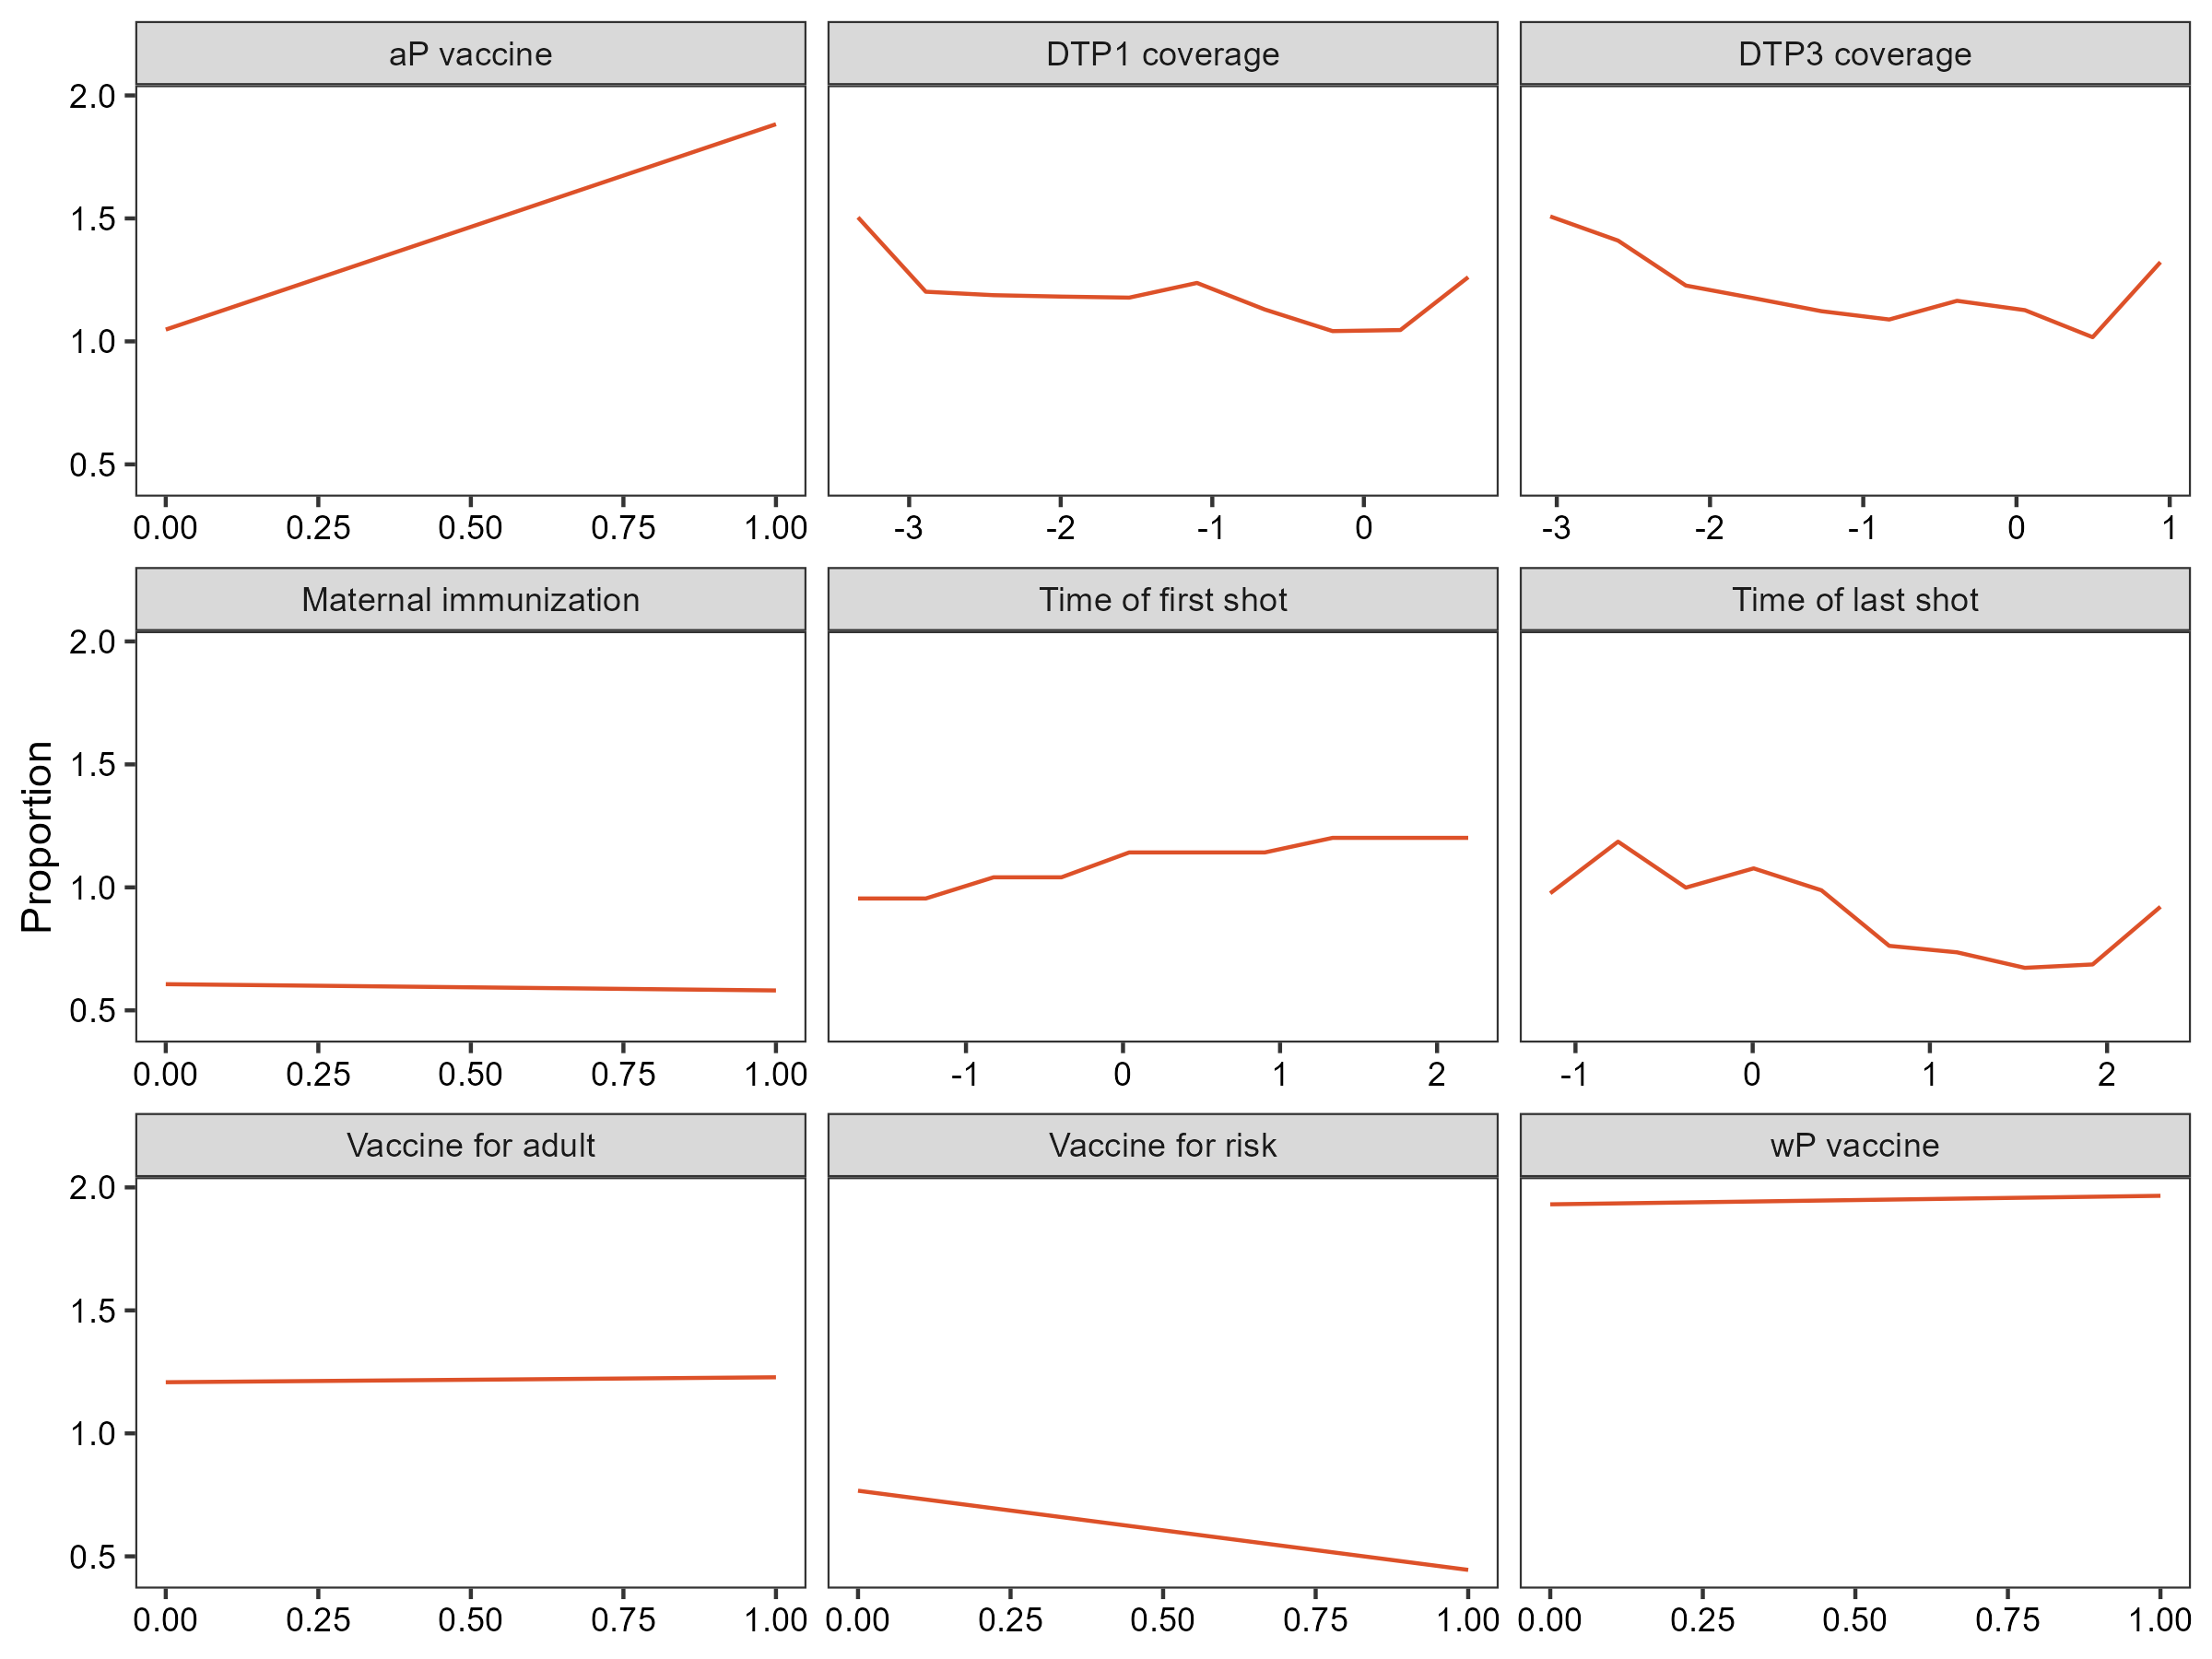 aP vaccine
DTP1 coverage
DTP3 coverage
2.0
1.5
1.0
0.5
0.00 0.25 0.50 0.75 1.00
-3 -2 -1 0
-3 -2 -1 0 1
Maternal immunization
Time of first shot
Time of last shot
Proportion
2.0
1.5
1.0
0.5
0.00 0.25 0.50 0.75 1.00
-1 0 1 2
-1 0 1 2
Vaccine for adult
Vaccine for risk
wP vaccine
2.0
1.5
1.0
0.5
0.00 0.25 0.50 0.75 1.00
0.00 0.25 0.50 0.75 1.00
0.00 0.25 0.50 0.75 1.00